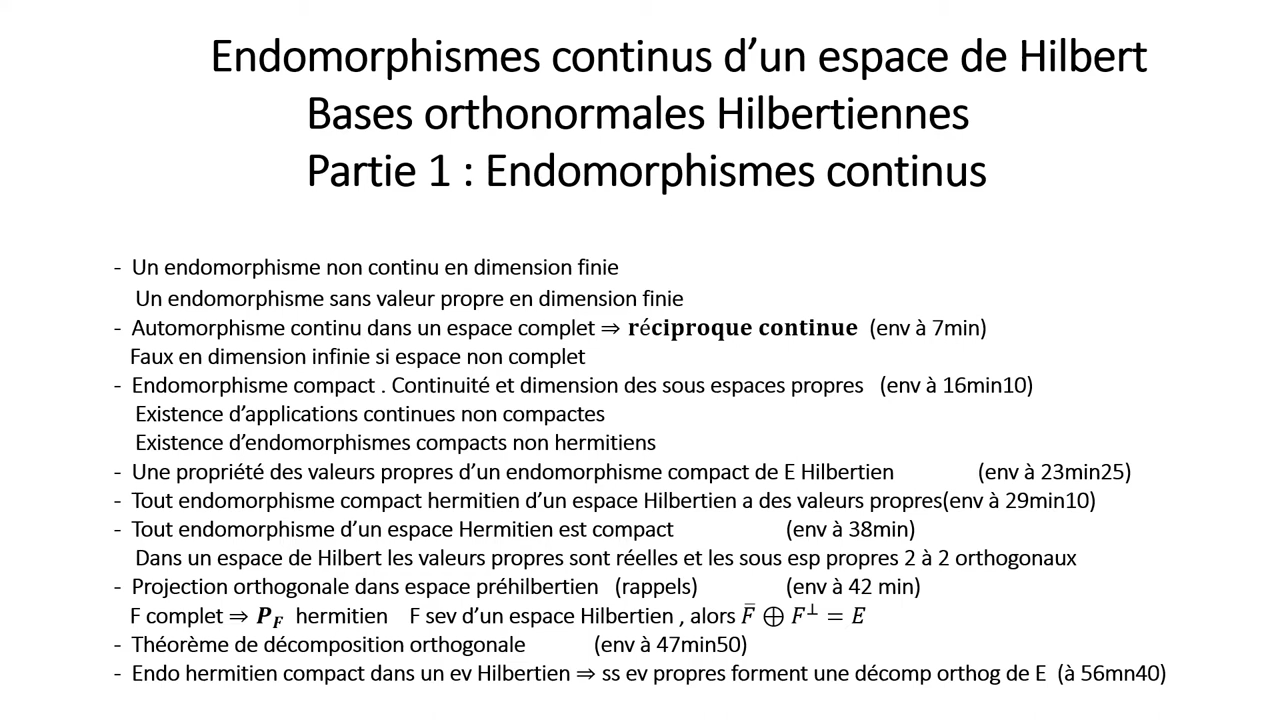 Endomorphismes continus d’un espace de Hilbert
Bases orthonormales Hilbertiennes
Partie 1 : Endomorphismes continus
- Un endomorphisme non continu en dimension finie
Un endomorphisme sans valeur propre en dimension finie
- Automorphisme continu dans un espace complet ⇒ réciproque continue (env à 7min)
Faux en dimension infinie si espace non complet
- Endomorphisme compact . Continuité et dimension des sous espaces propres (env à 16min10)
Existence d’applications continues non compactes
Existence d’endomorphismes compacts non hermitiens
- Une propriété des valeurs propres d’un endomorphisme compact de E Hilbertien (env à 23min25)
- Tout endomorphisme compact hermitien d’un espace Hilbertien a des valeurs propres(env à 29min10)
- Tout endomorphisme d’un espace Hermitien est compact (env à 38min)
Dans un espace de Hilbert les valeurs propres sont réelles et les sous esp propres 2 à 2 orthogonaux
- Projection orthogonale dans espace préhilbertien (rappels) (env à 42 min)
F complet ⇒ P_F hermitien F sev d’un espace Hilbertien , alors F̄ ⊕ F^⊥ = E
- Théorème de décomposition orthogonale (env à 47min50)
- Endo hermitien compact dans un ev Hilbertien ⇒ ss ev propres forment une décomp orthog de E (à 56mn40)